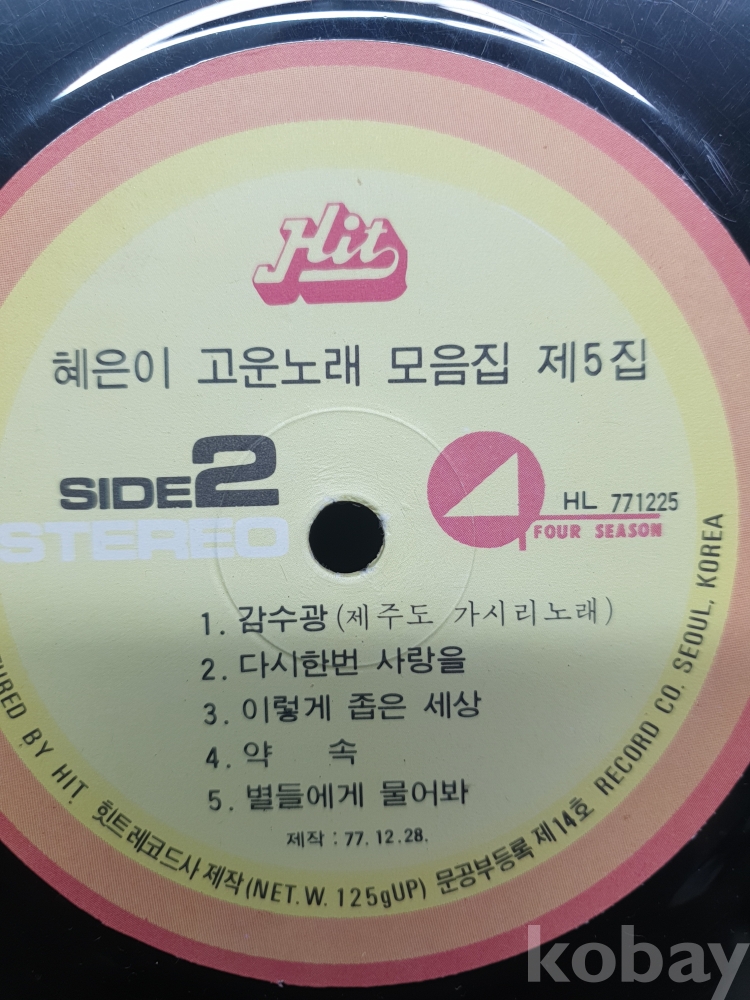 Hit
혜은이 고운노래 모음집 제5집
SIDE 2
STEREO
4
HL 771225
FOUR SEASON
1. 감수광 (제주도 가시리노래)
2. 다시한번 사랑을
3. 이렇게 좁은 세상
4. 약 속
5. 별들에게 물어봐
제작 : 77. 12. 28.
BY HIT. 힛트레코드사 제작 (NET. W. 125gUP) 문공부등록 제14호 RECORD CO. SEOUL, KOREA
kobay